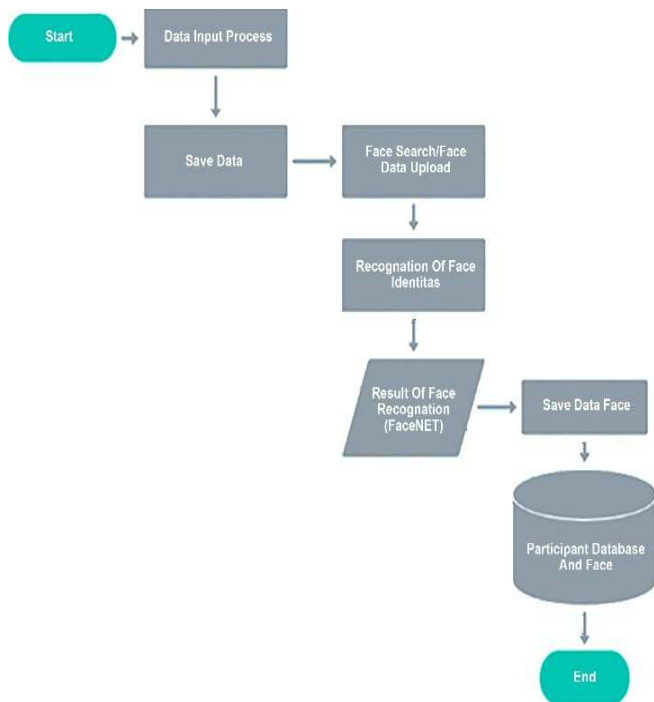 Start
Data Input Process
Save Data
Face Search/Face
Data Upload
Recognation Of Face
Identitas
Result Of Face
Recognation
(FaceNET)
Save Data Face
Participant Database
And Face
End